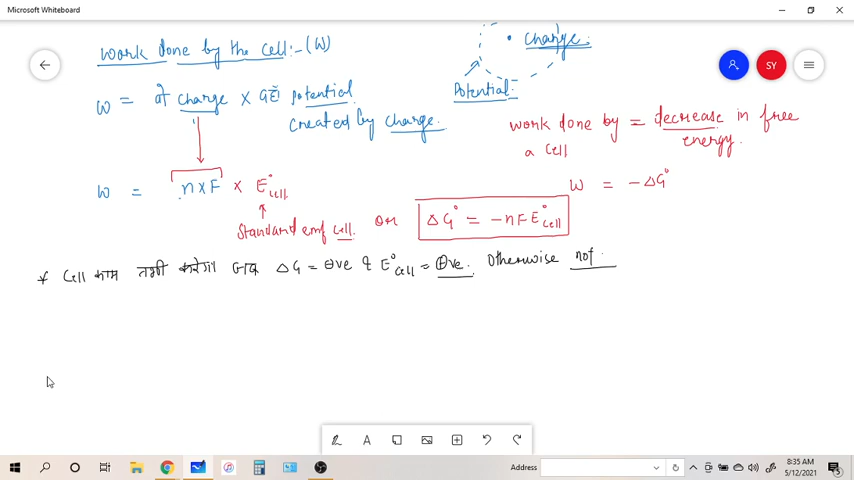 Microsoft Whiteboard
Work done by the Cell:-(W)
• Charge.
Potential.
SY
W = charge × potential
created by charge.
work done by = decrease in free
a cell energy.
W = n×F × E°cell
W = -ΔG°
Standard emf cell. or ΔG° = -nFE°cell
* Cell काम तभी करेगा जब ΔG = ⊖ve & E°cell = ⊕ve. Otherwise not.
Address
8:35 AM
5/12/2021